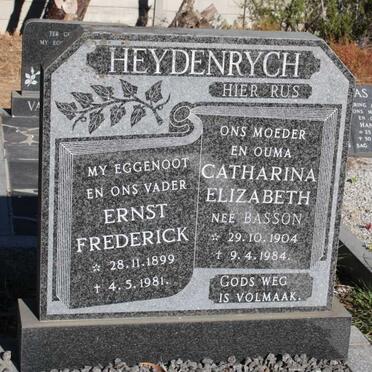 HEYDENRYCH
HIER RUS
MY EGGENOOT
EN ONS VADER
ERNST
FREDERICK
☆ 28.11.1899
† 4.5.1981.
ONS MOEDER
EN OUMA
CATHARINA
ELIZABETH
NEÉ BASSON
☆ 29.10.1904
† 9.4.1984.
GODS WEG
IS VOLMAAK.